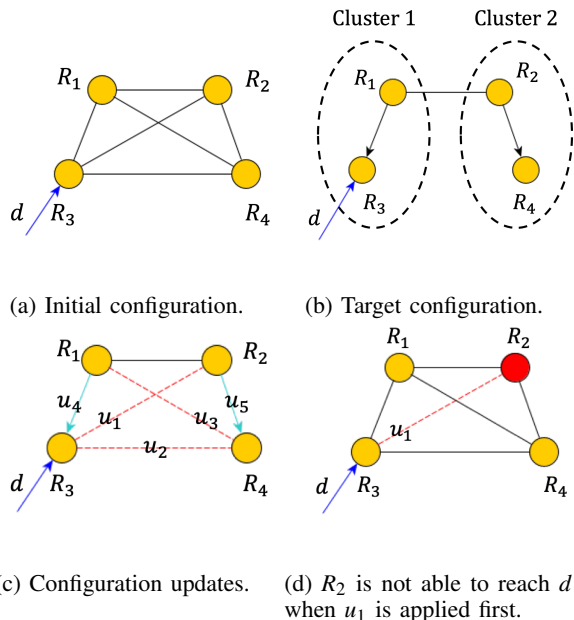 Cluster 1 Cluster 2
R₁ R₂ R₁ R₂
d R₃ R₄ d R₃ R₄
(a) Initial configuration. (b) Target configuration.
R₁ R₂ R₁ R₂
u₄ u₁ u₃ u₅ u₁
u₂
d R₃ R₄ d R₃ R₄
(c) Configuration updates. (d) R₂ is not able to reach d
when u₁ is applied first.